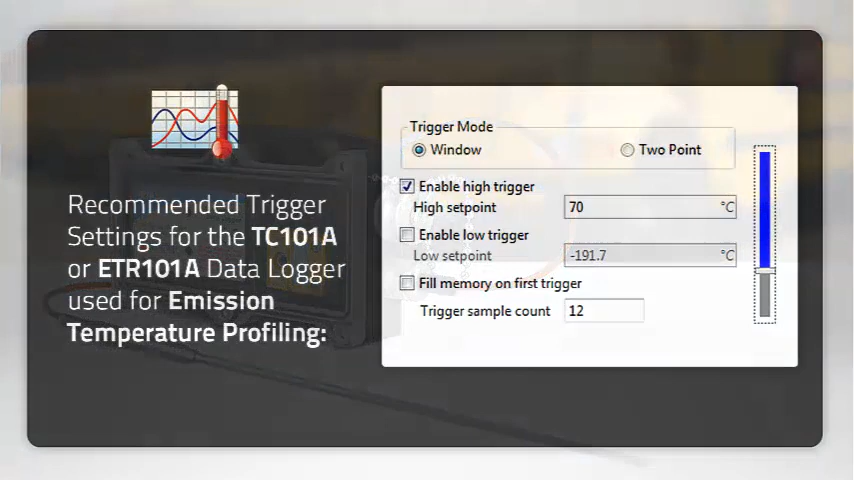 Recommended Trigger
Settings for the TC101A
or ETR101A Data Logger
used for Emission
Temperature Profiling:
Trigger Mode
Window
Two Point
Enable high trigger
High setpoint 70 °C
Enable low trigger
Low setpoint -191.7 °C
Fill memory on first trigger
Trigger sample count 12